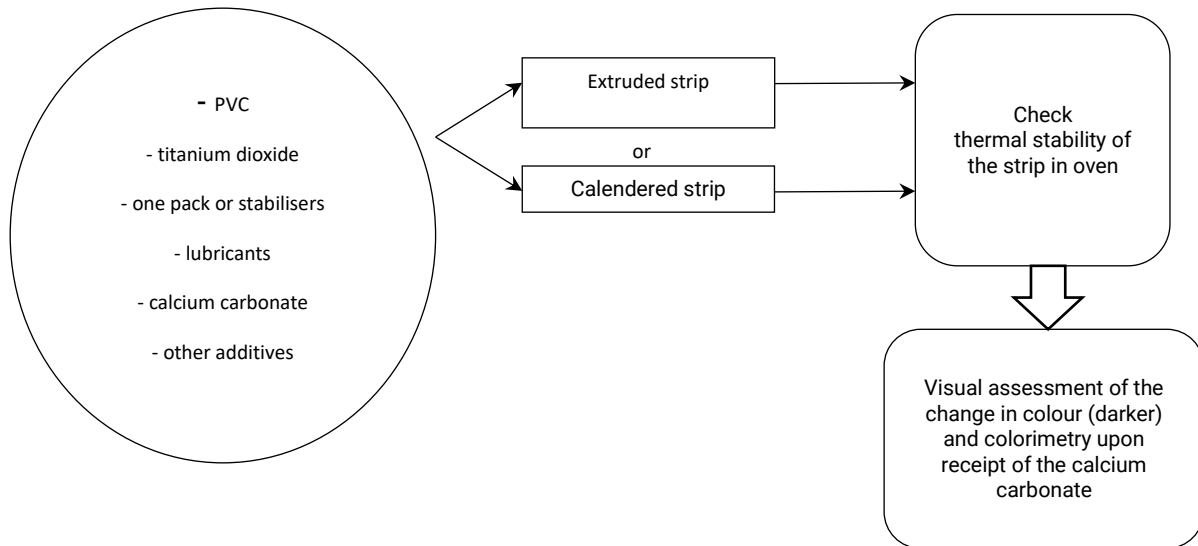 - PVC
- titanium dioxide
- one pack or stabilisers
- lubricants
- calcium carbonate
- other additives
Extruded strip
or
Calendered strip
Check
thermal stability of
the strip in oven
Visual assessment of the
change in colour (darker)
and colorimetry upon
receipt of the calcium
carbonate